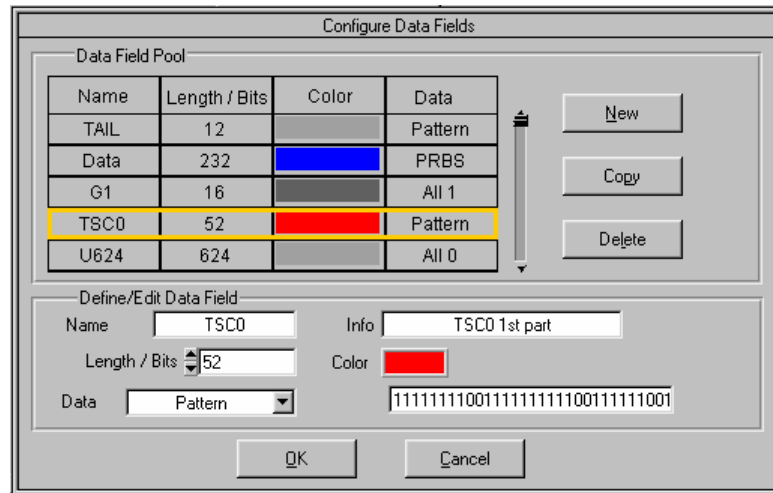 Configure Data Fields
Data Field Pool
Name Length / Bits Color Data
TAIL 12 Pattern
Data 232 PRBS
G1 16 All 1
TSC0 52 Pattern
U624 624 All 0
New
Copy
Delete
Define/Edit Data Field
Name TSC0 Info TSC0 1st part
Length / Bits 52 Color
Data Pattern
OK Cancel